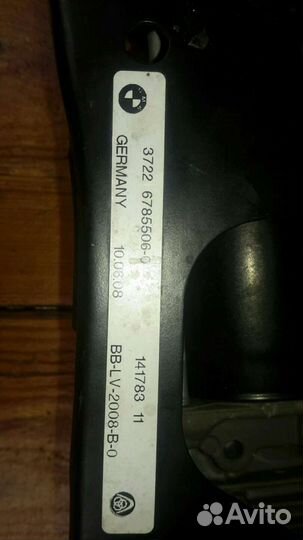 3722 6785506-0
GERMANY 10.06.08
141783 11
BB-LV-2008-B-0
Avito